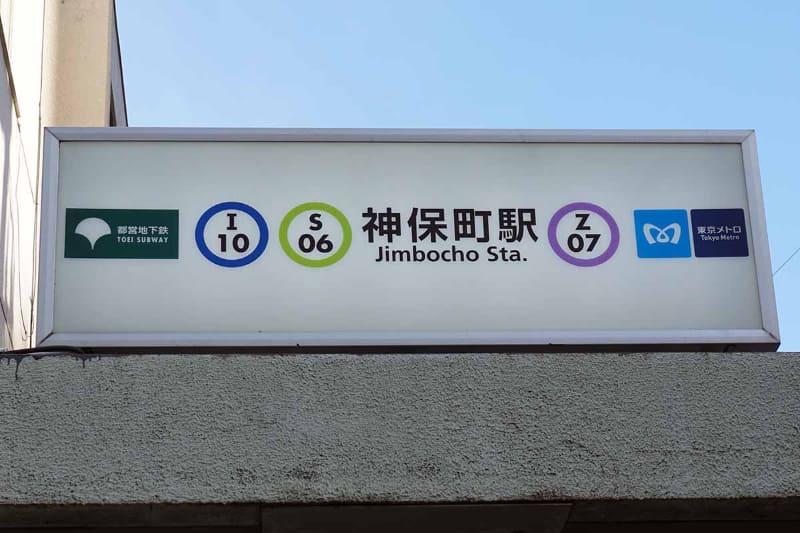 都営地下鉄
TOEI SUBWAY
I
10
S
06
神保町駅
Jimbocho Sta.
Z
07
東京メトロ
Tokyo Metro